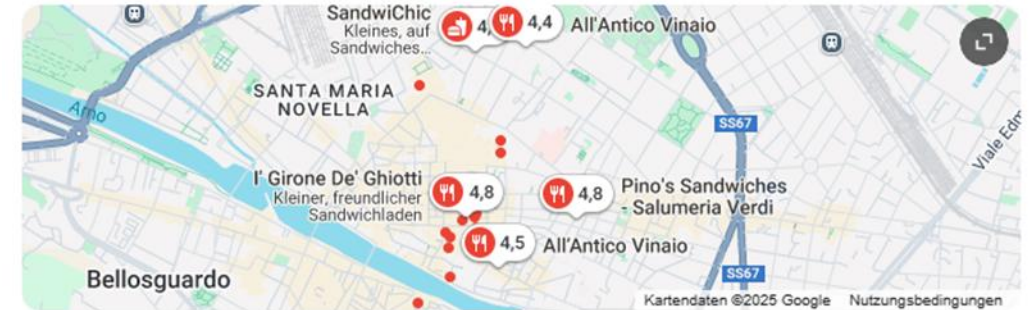 SandwiChic
Kleines, auf
Sandwiches...
4,
4,4
All'Antico Vinaio
SANTA MARIA
NOVELLA
Arno
SS67
Viale Edm
I' Girone De' Ghiotti
Kleiner, freundlicher
Sandwichladen
4,8
4,8
Pino's Sandwiches
- Salumeria Verdi
4,5
All'Antico Vinaio
Bellosguardo
SS67
Kartendaten ©2025 Google
Nutzungsbedingungen